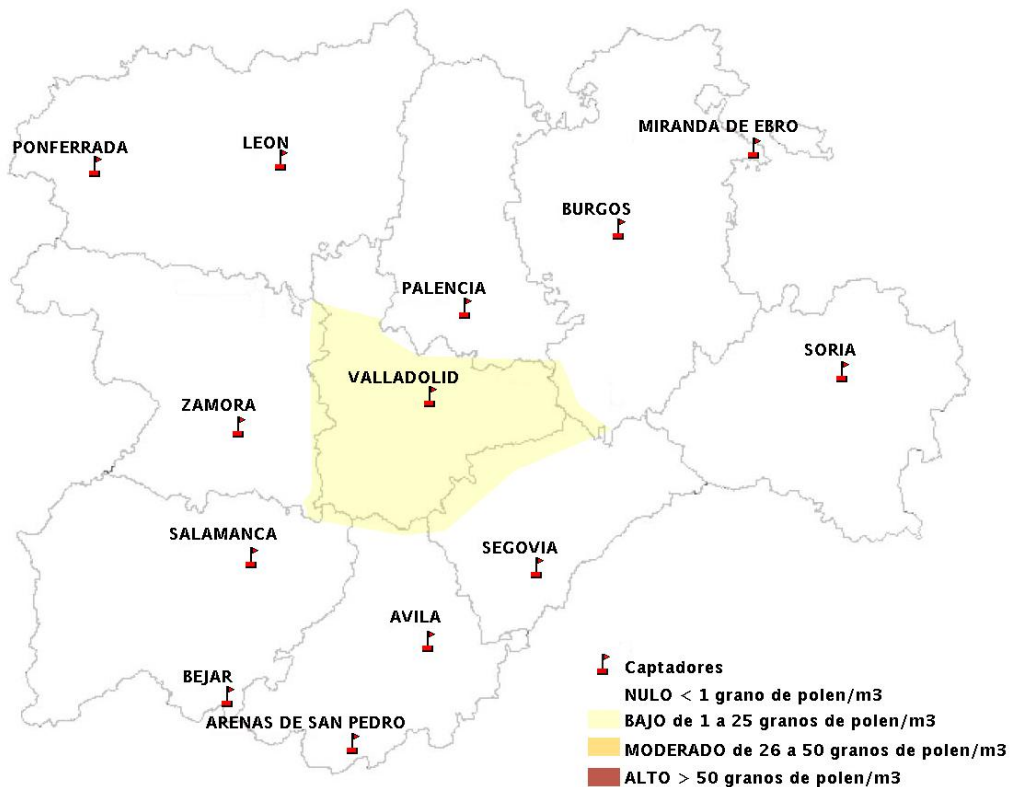 MIRANDA DE EBRO
PONFERRADA
LEON
BURGOS
PALENCIA
SORIA
VALLADOLID
ZAMORA
SALAMANCA
SEGOVIA
AVILA
BEJAR
ARENAS DE SAN PEDRO
Captadores
NULO < 1 grano de polen/m3
BAJO de 1 a 25 granos de polen/m3
MODERADO de 26 a 50 granos de polen/m3
ALTO > 50 granos de polen/m3